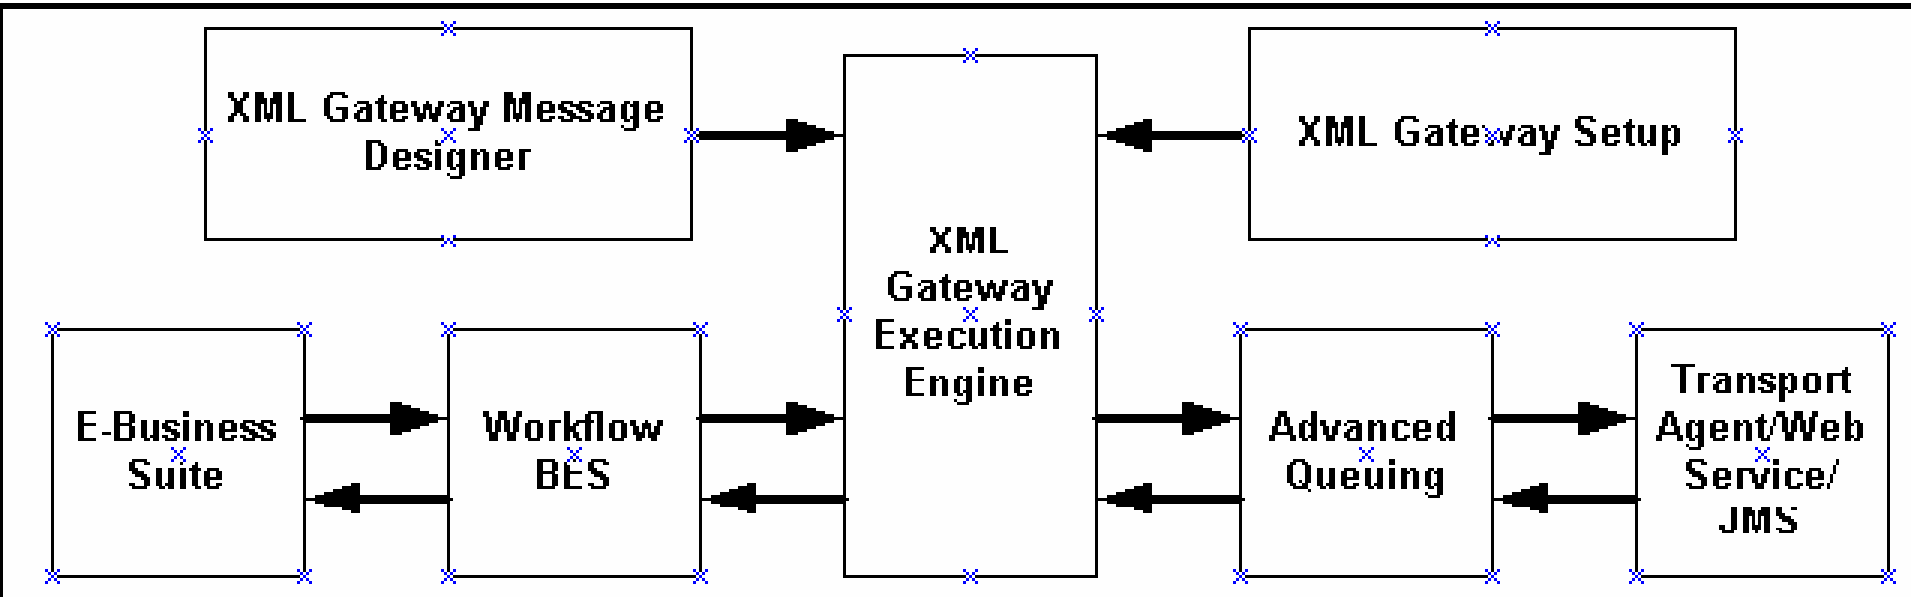 XML Gateway Message
Designer
XML Gateway Setup
XML
Gateway
Execution
Engine
E-Business
Suite
Workflow
BES
Advanced
Queuing
Transport
Agent/Web
Service/
JMS